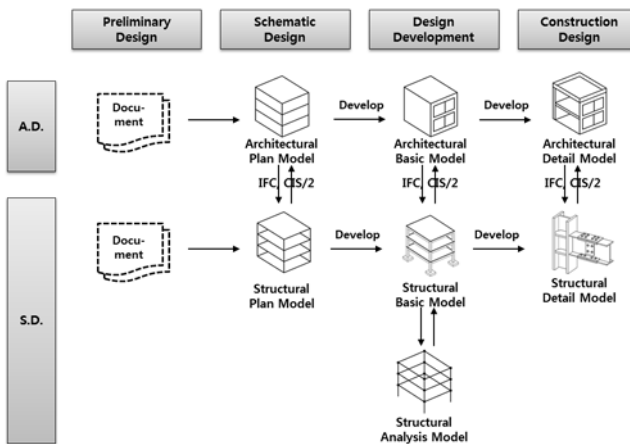 Preliminary
Design
Schematic
Design
Design
Development
Construction
Design
A.D.
Docu-
ment
Develop
Develop
Architectural
Plan Model
Architectural
Basic Model
Architectural
Detail Model
IFC, CIS/2
IFC, CIS/2
IFC, CIS/2
S.D.
Docu-
ment
Develop
Develop
Structural
Plan Model
Structural
Basic Model
Structural
Detail Model
Structural
Analysis Model